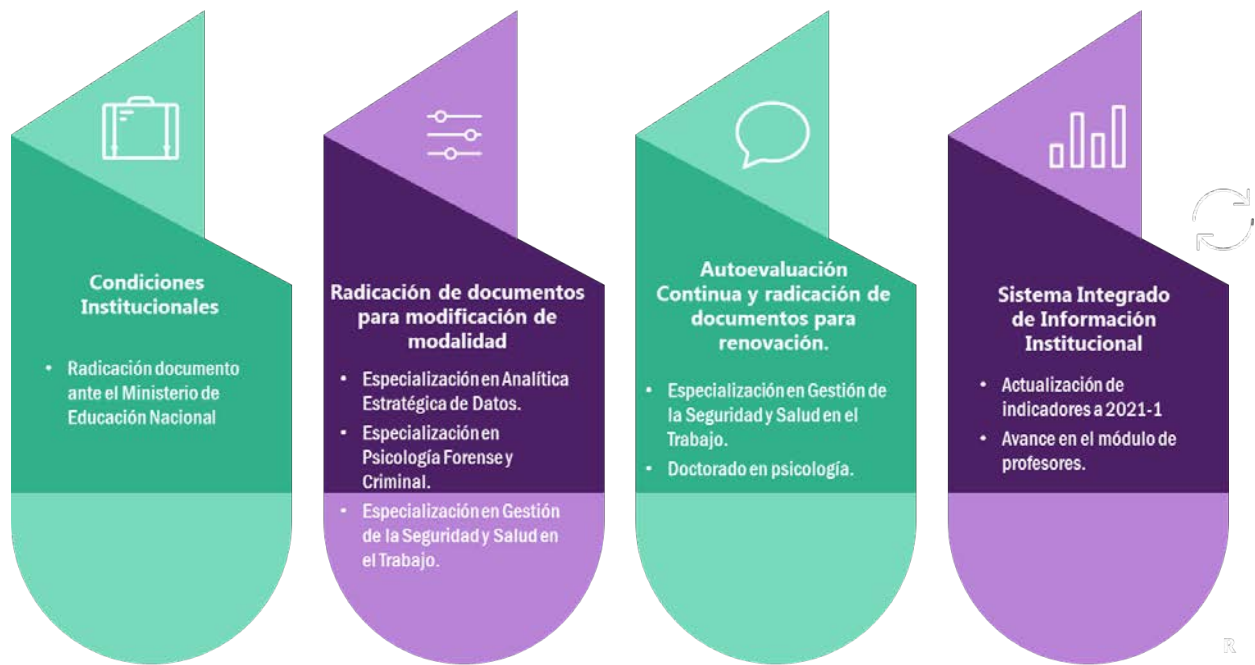 Condiciones
Institucionales
• Radicación documento
ante el Ministerio de
Educación Nacional
Radicación de documentos
para modificación de
modalidad
• Especialización en Analítica
Estratégica de Datos.
• Especialización en
Psicología Forense y
Criminal.
• Especialización en Gestión
de la Seguridad y Salud en
el Trabajo.
Autoevaluación
Continua y radicación de
documentos para
renovación.
• Especialización en Gestión de
la Seguridad y Salud en el
Trabajo.
• Doctorado en psicología.
Sistema Integrado
de Información
Institucional
• Actualización de
indicadores a 2021-1
• Avance en el módulo de
profesores.
R